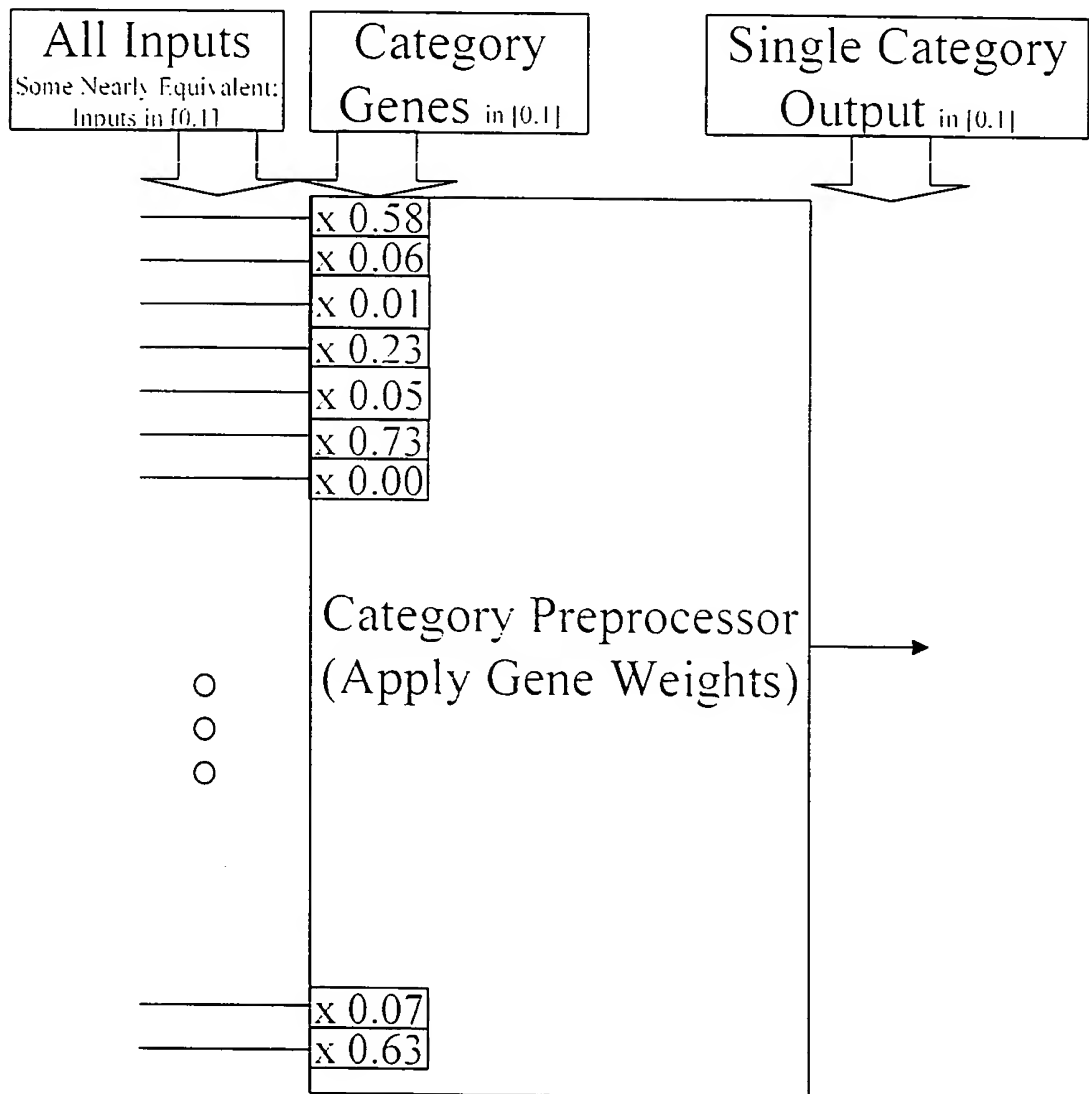 All Inputs
Some Nearly Equivalent:
Inputs in [0.1]
Category
Genes in [0.1]
Single Category
Output in [0.1]
x 0.58
x 0.06
x 0.01
x 0.23
x 0.05
x 0.73
x 0.00
Category Preprocessor
(Apply Gene Weights)
x 0.07
x 0.63